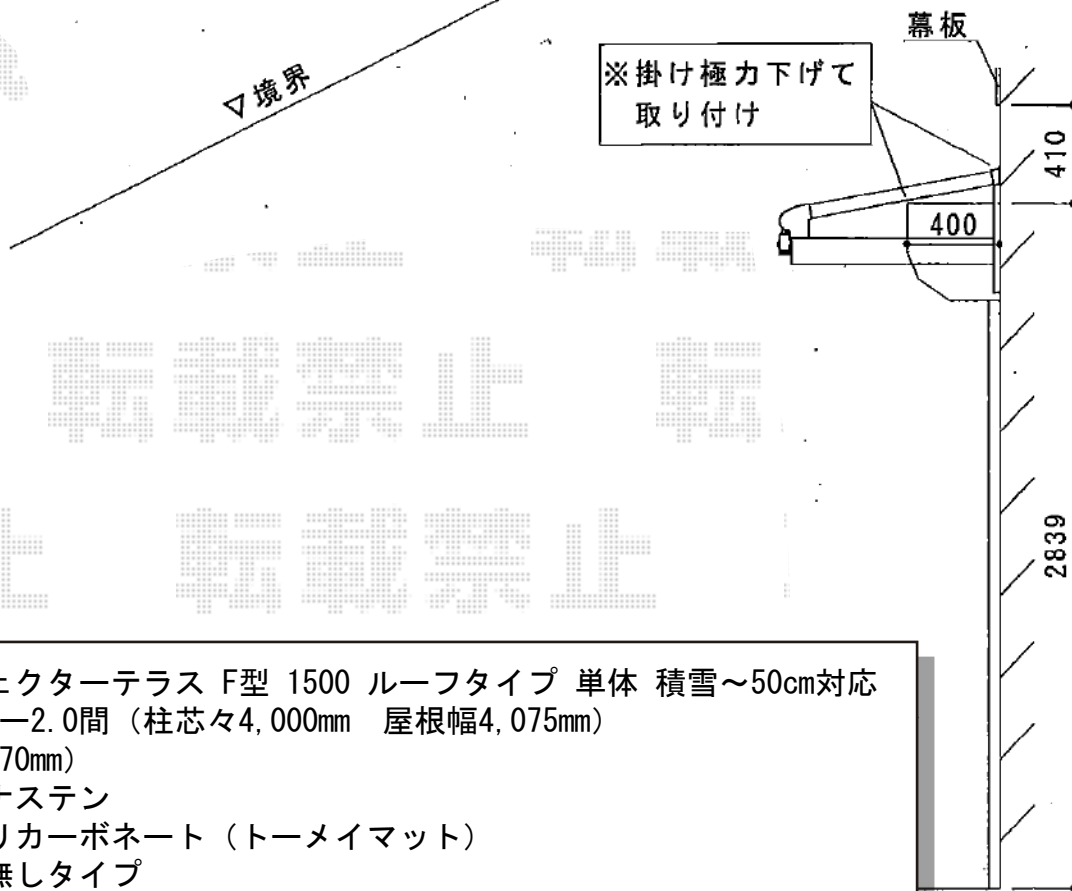 幕板
※掛け極力下げて
取り付け
▽境界
410
400
転載禁止 転
転載禁止
2839
ェクターテラス F型 1500 ルーフタイプ 単体 積雪～50cm対応
ー2.0間（柱芯々4,000mm 屋根幅4,075mm）
70mm）
ナステン
リカーボネート（トーメイマット）
無しタイプ